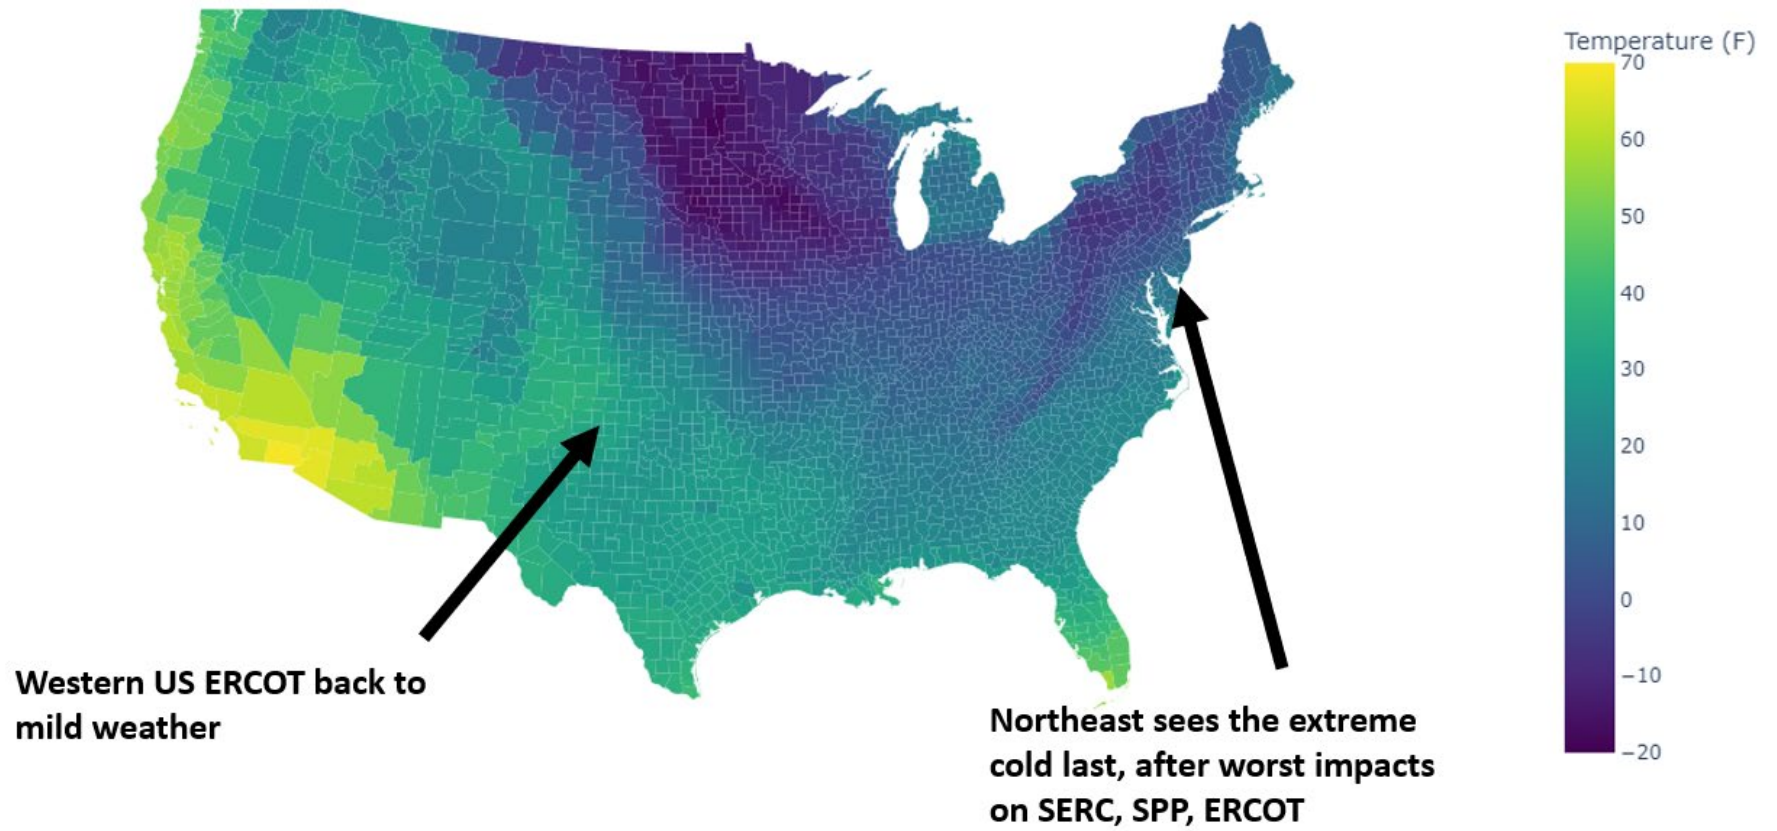 Temperature (F)
70
60
50
40
30
20
10
0
−10
−20
Western US ERCOT back to
mild weather
Northeast sees the extreme
cold last, after worst impacts
on SERC, SPP, ERCOT